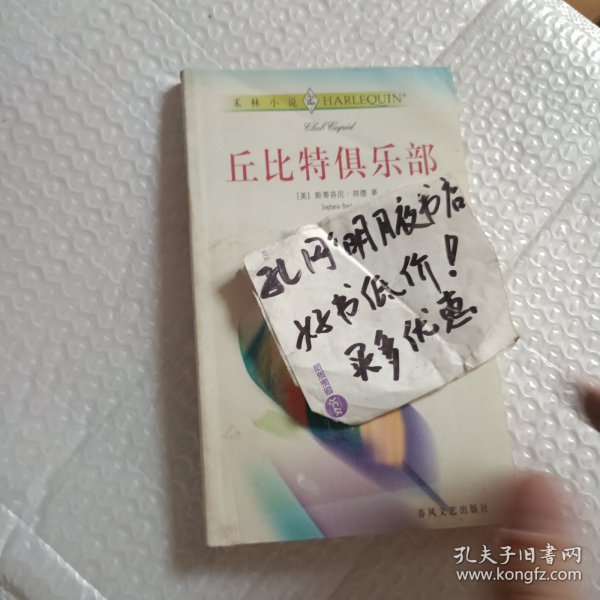 禾林小说 HARLEQUIN®
Club Cupid
丘比特俱乐部
[美] 斯蒂芬尼·邦德 著
Stephanie Bond
孔网明月夜书店
好书低价!
买多优惠
春风文艺出版社
孔夫子旧书网
www.kongfz.com